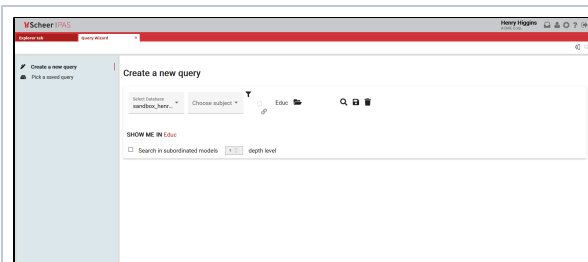 Scheer PAS
Henry Higgins
Explorer tab
Query Wizard
Create a new query
Pick a saved query
Create a new query
Select Database
sandbox_henr...
Choose subject
Educ
SHOW ME IN Educ
Search in subordinated models 1 depth level